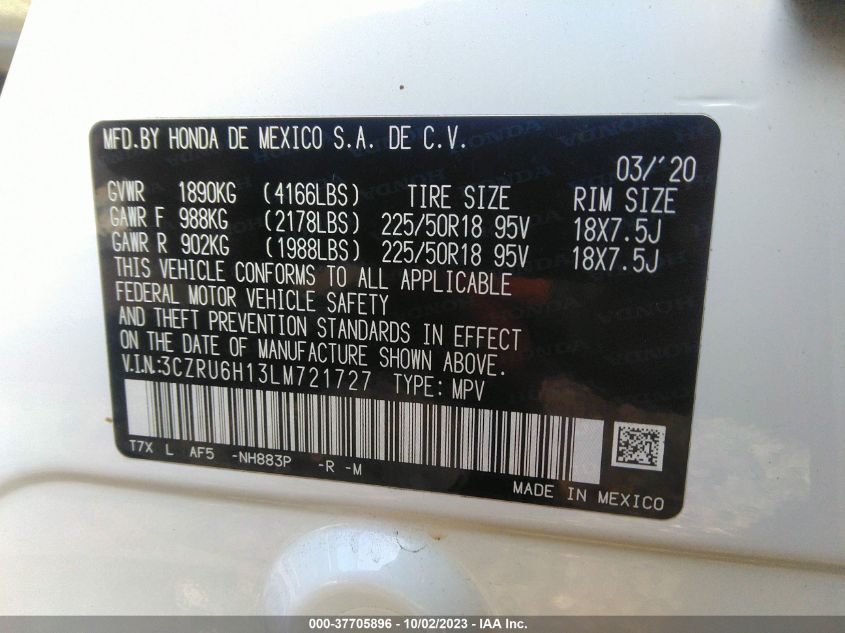 MFD.BY HONDA DE MEXICO S.A. DE C.V.
03/'20
GVWR 1890KG (4166LBS) TIRE SIZE RIM SIZE
GAWR F 988KG (2178LBS) 225/50R18 95V 18X7.5J
GAWR R 902KG (1988LBS) 225/50R18 95V 18X7.5J
THIS VEHICLE CONFORMS TO ALL APPLICABLE
FEDERAL MOTOR VEHICLE SAFETY
AND THEFT PREVENTION STANDARDS IN EFFECT
ON THE DATE OF MANUFACTURE SHOWN ABOVE.
V.I.N:3CZRU6H13LM721727 TYPE: MPV
T7X L AF5 -NH883P -R -M
MADE IN MEXICO
000-37705896 - 10/02/2023 - IAA Inc.